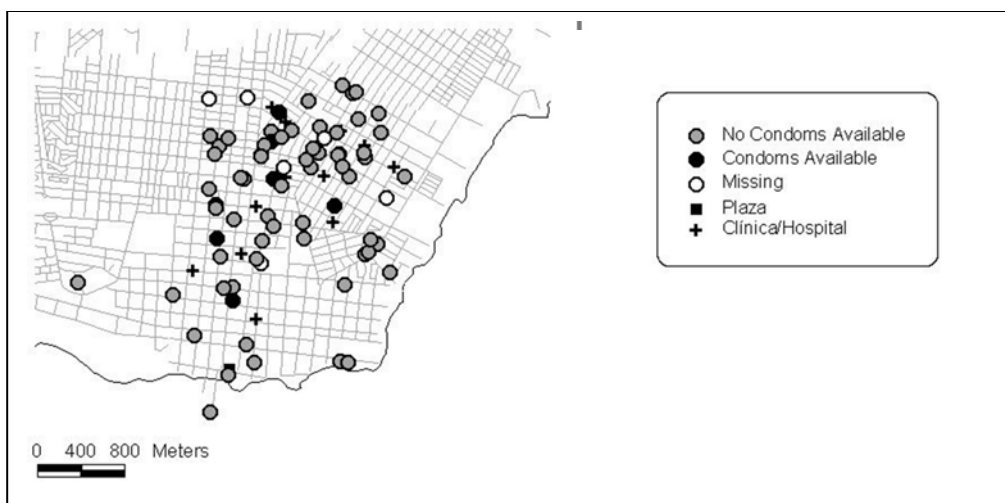 No Condoms Available
Condoms Available
Missing
Plaza
Clínica/Hospital
0 400 800 Meters